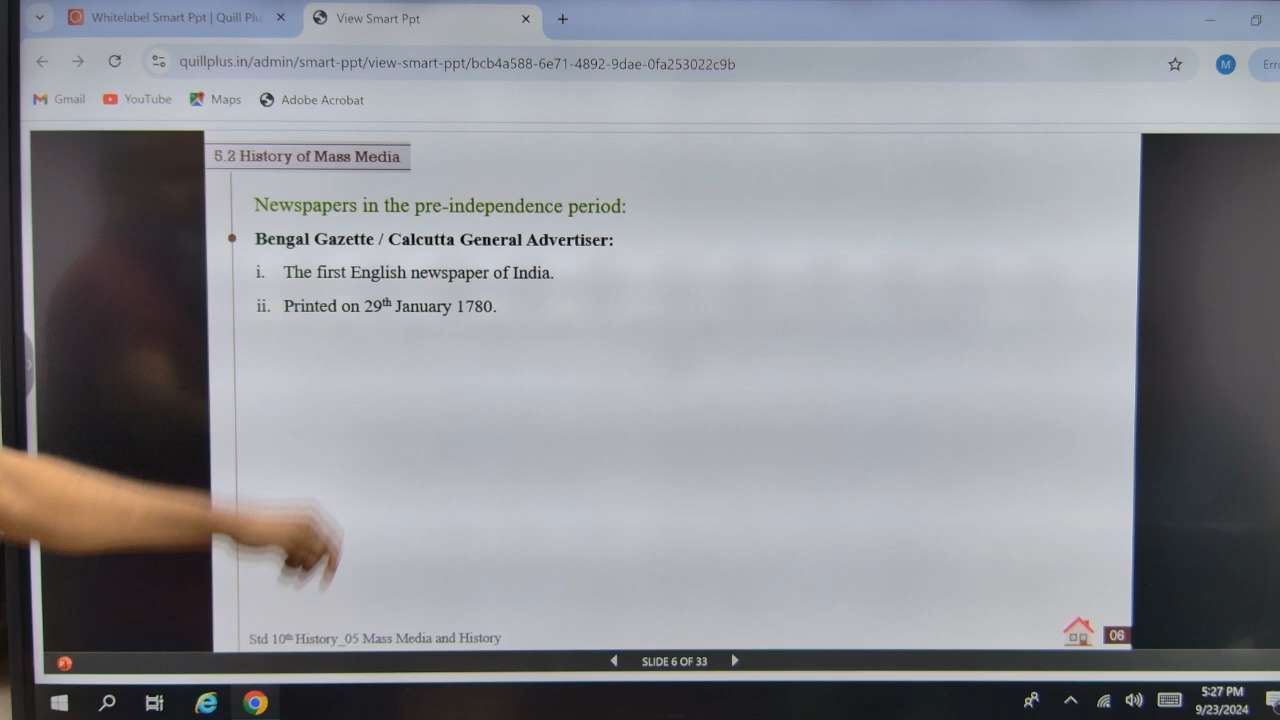 Whitelabel Smart Ppt | Quill Plu
View Smart Ppt
quillplus.in/admin/smart-ppt/view-smart-ppt/bcb4a588-6e71-4892-9dae-0fa253022c9b
M
Gmail
YouTube
Maps
Adobe Acrobat
5.2 History of Mass Media
Newspapers in the pre-independence period:
Bengal Gazette / Calcutta General Advertiser:
i. The first English newspaper of India.
ii. Printed on 29th January 1780.
Std 10th History_05 Mass Media and History
06
SLIDE 6 OF 33
5:27 PM
9/23/2024